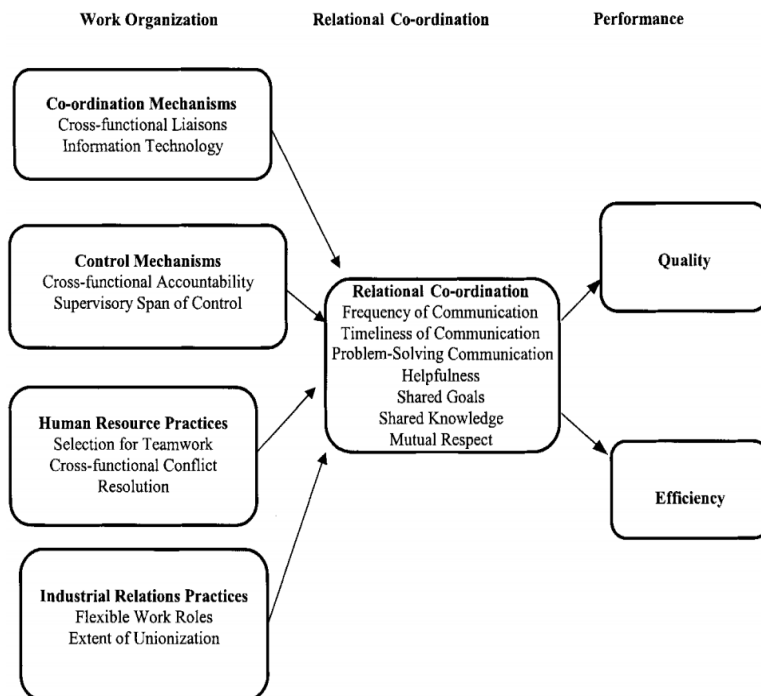 Work Organization
Relational Co-ordination
Performance
Co-ordination Mechanisms
Cross-functional Liaisons
Information Technology
Control Mechanisms
Cross-functional Accountability
Supervisory Span of Control
Human Resource Practices
Selection for Teamwork
Cross-functional Conflict
Resolution
Industrial Relations Practices
Flexible Work Roles
Extent of Unionization
Relational Co-ordination
Frequency of Communication
Timeliness of Communication
Problem-Solving Communication
Helpfulness
Shared Goals
Shared Knowledge
Mutual Respect
Quality
Efficiency